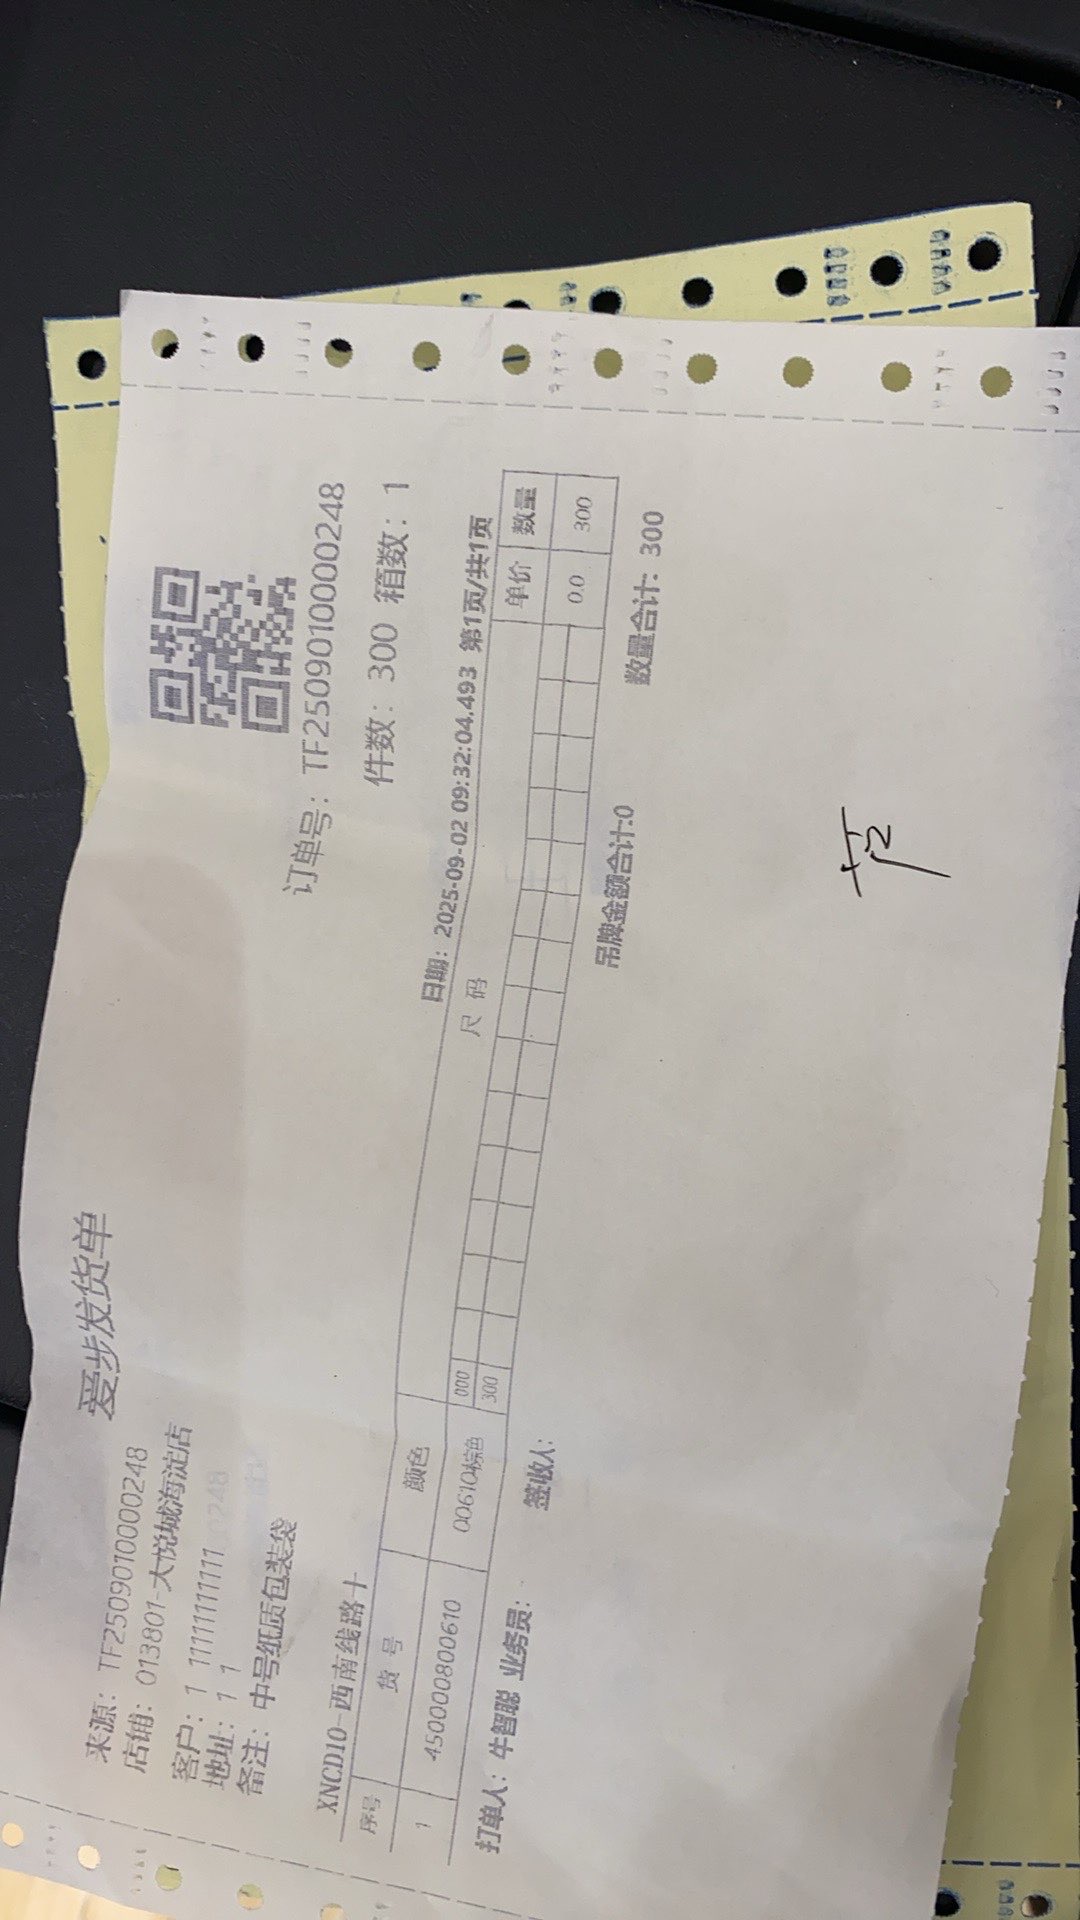 爱步发货单
来源：TF2509010000248
店铺：013801-大悦城海淀店
客户：1 11111111111
地址：1 1
备注：中号纸质包装袋
订单号：TF2509010000248
件数：300 箱数：1
XNCD10-西南线路十
日期：2025-09-02 09:32:04.493 第1页/共1页
序号 货 号 颜色 尺 码 单价 数量
000
1 45000800610 00610棕色 300 0.0 300
打单人：牛智聪 业务员： 签收人： 吊牌金额合计:0 数量合计: 300